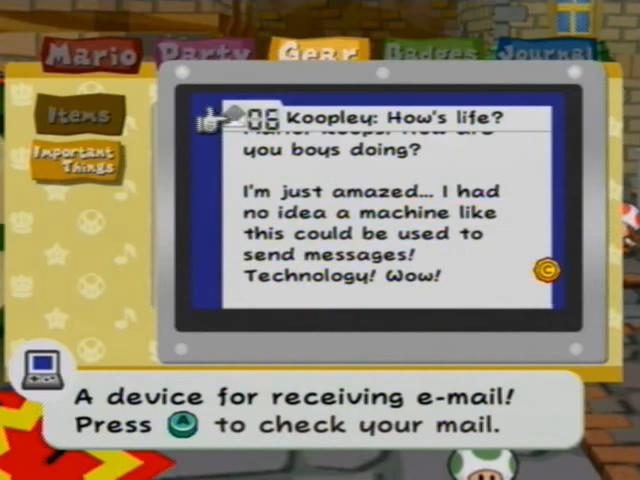 Mario Party Gear Badges Journal
Items
Important
Things
06 Koopley: How's life?
you boys doing?
I'm just amazed... I had
no idea a machine like
this could be used to
send messages!
Technology! Wow!
A device for receiving e-mail!
Press A to check your mail.